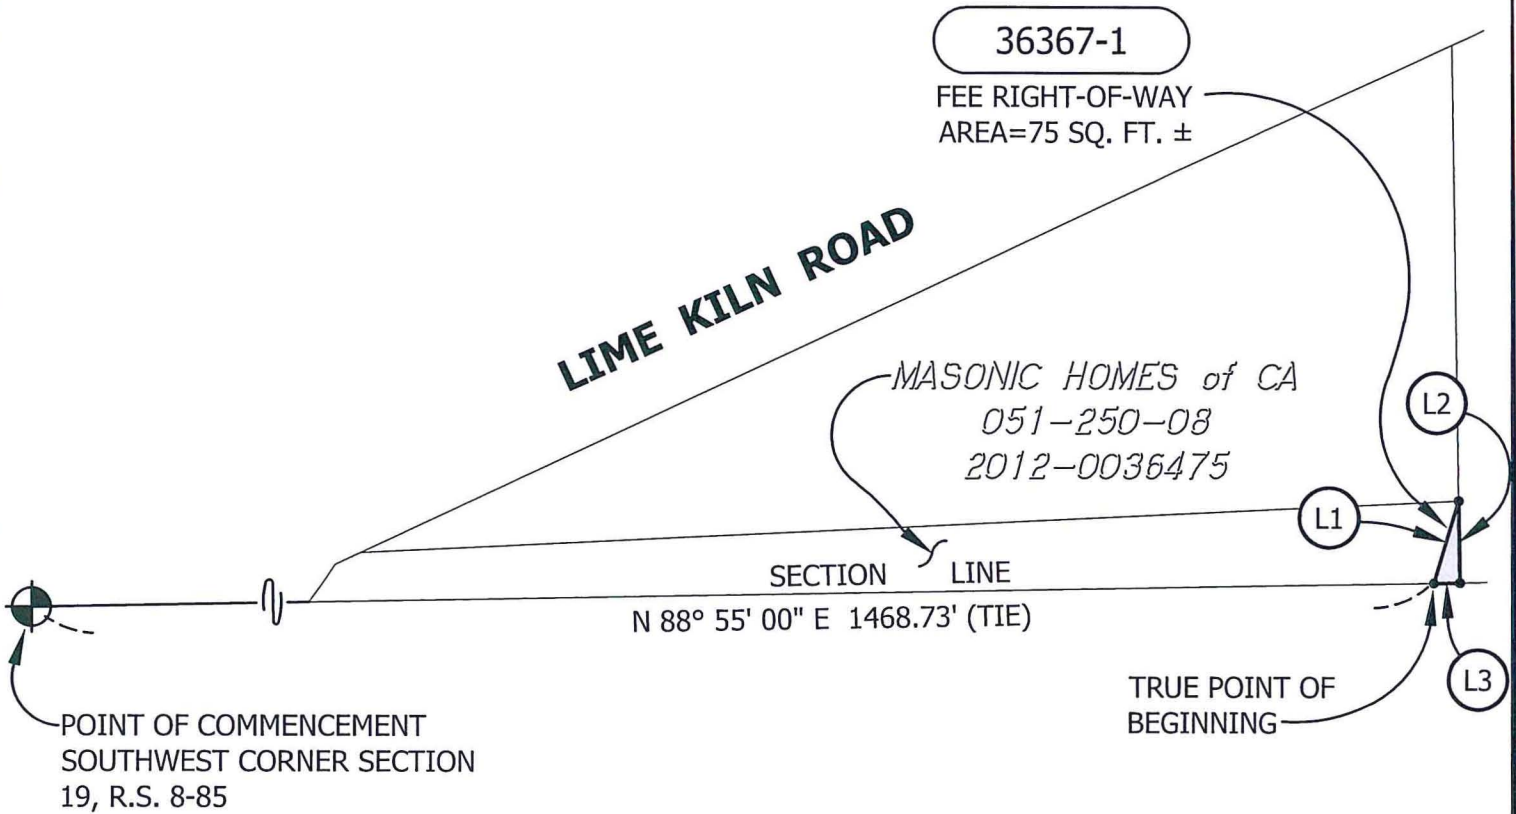 36367-1
FEE RIGHT-OF-WAY
AREA=75 SQ. FT. ±
LIME KILN ROAD
MASONIC HOMES of CA
051-250-08
2012-0036475
L2
L1
SECTION LINE
N 88° 55' 00" E 1468.73' (TIE)
L3
TRUE POINT OF
BEGINNING
POINT OF COMMENCEMENT
SOUTHWEST CORNER SECTION
19, R.S. 8-85